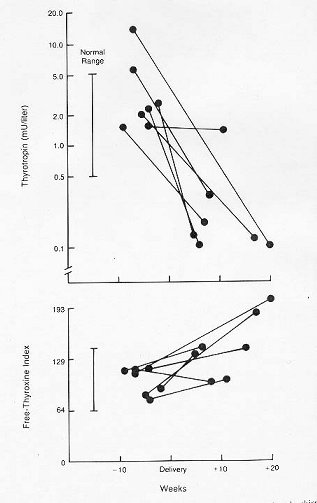 20.0
10.0
Normal
Range
5.0
2.0
1.0
0.5
0.1
Thyrotropin (mU/liter)
193
129
64
0
Free-Thyroxine Index
-10
Delivery
+10
+20
Weeks